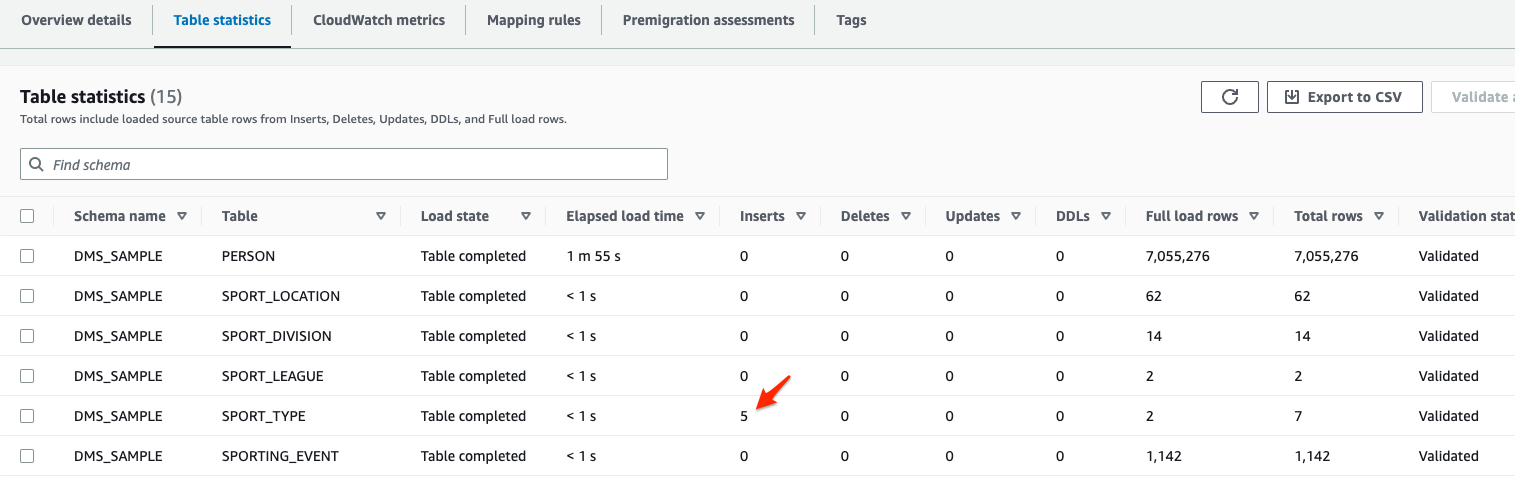 Overview details Table statistics CloudWatch metrics Mapping rules Premigration assessments Tags
Table statistics (15)
Total rows include loaded source table rows from Inserts, Deletes, Updates, DDLs, and Full load rows.
Export to CSV
Validate a
Find schema
Schema name Table Load state Elapsed load time Inserts Deletes Updates DDLs Full load rows Total rows Validation stat
DMS_SAMPLE PERSON Table completed 1 m 55 s 0 0 0 0 7,055,276 7,055,276 Validated
DMS_SAMPLE SPORT_LOCATION Table completed < 1 s 0 0 0 0 62 62 Validated
DMS_SAMPLE SPORT_DIVISION Table completed < 1 s 0 0 0 0 14 14 Validated
DMS_SAMPLE SPORT_LEAGUE Table completed < 1 s 0 0 0 0 2 2 Validated
DMS_SAMPLE SPORT_TYPE Table completed < 1 s 5 0 0 0 2 7 Validated
DMS_SAMPLE SPORTING_EVENT Table completed < 1 s 0 0 0 0 1,142 1,142 Validated